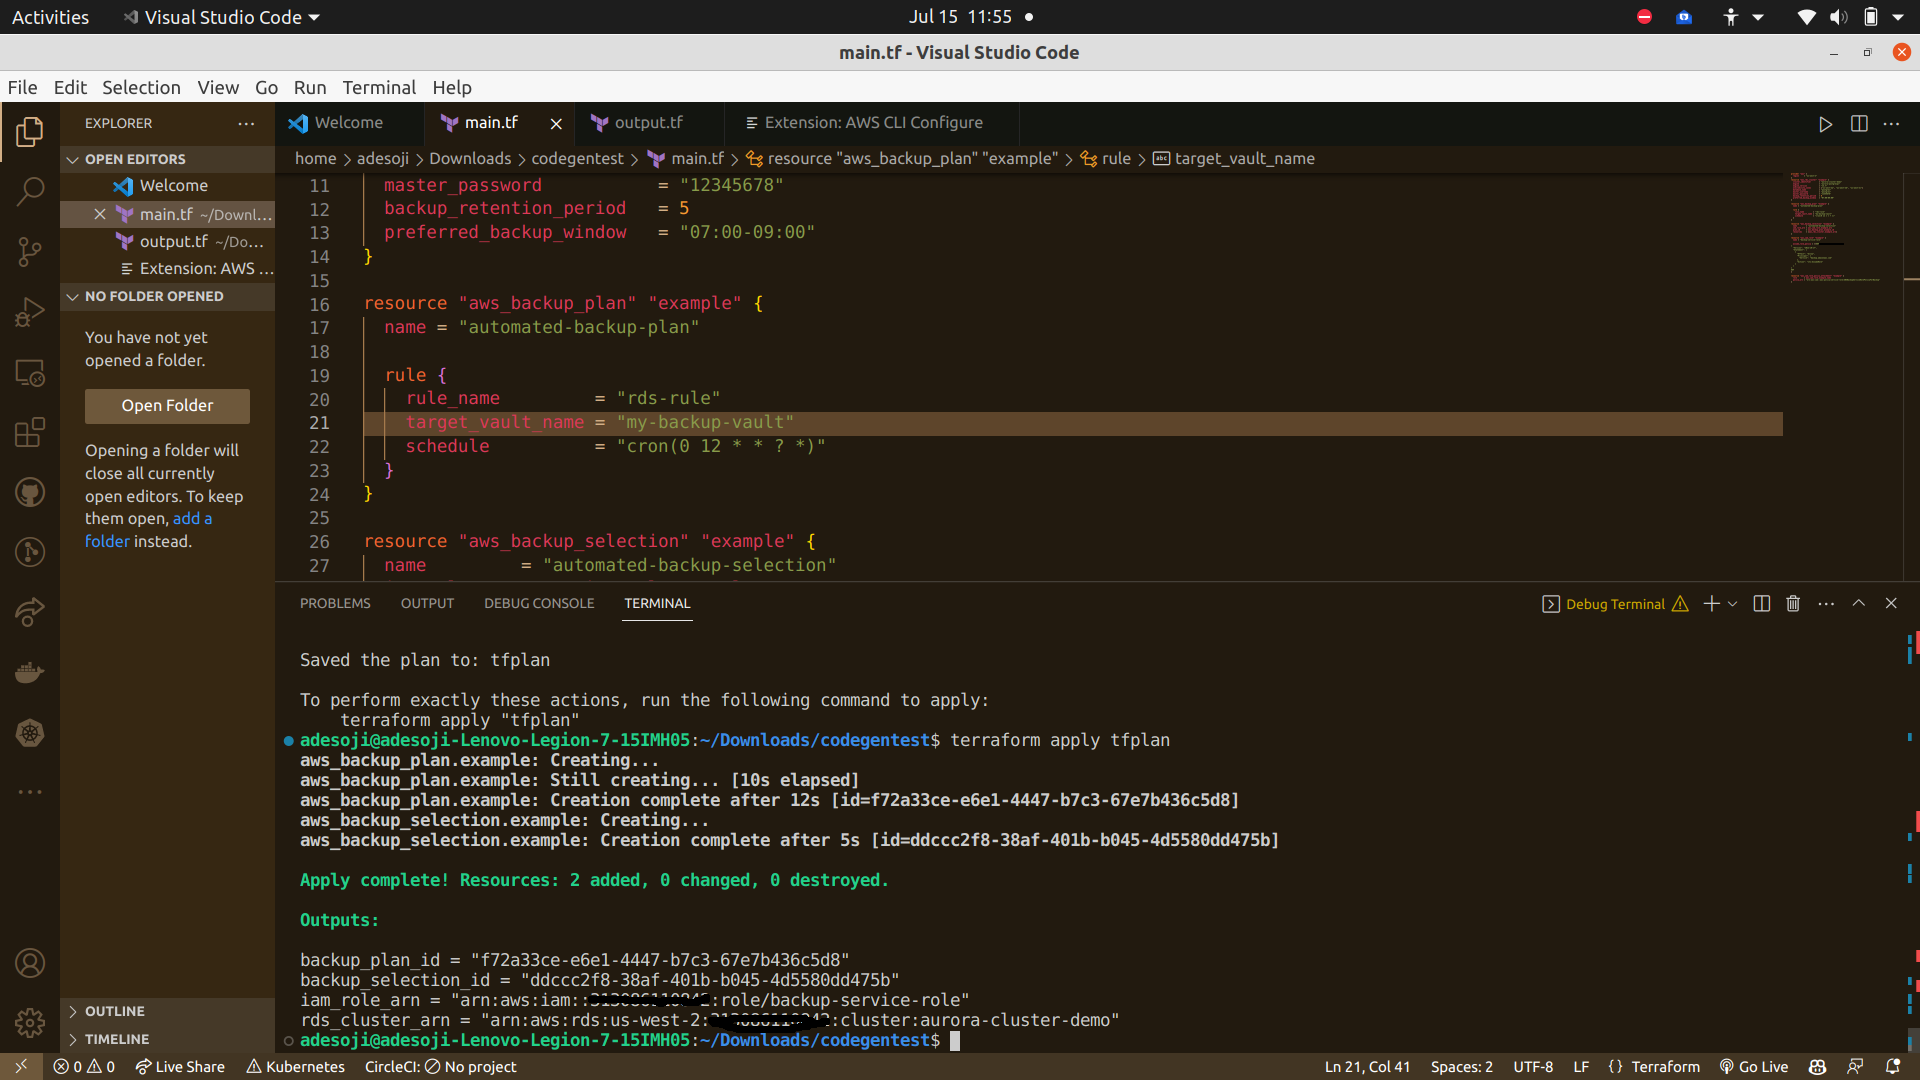 Activities
Visual Studio Code
Jul 15 11:55
main.tf - Visual Studio Code
File Edit Selection View Go Run Terminal Help
EXPLORER
OPEN EDITORS
Welcome
main.tf ~/Downl...
output.tf ~/Do...
Extension: AWS ...
NO FOLDER OPENED
You have not yet
opened a folder.
Open Folder
Opening a folder will
close all currently
open editors. To keep
them open, add a
folder instead.
OUTLINE
TIMELINE
Welcome
main.tf
output.tf
Extension: AWS CLI Configure
home > adesoji > Downloads > codegentest > main.tf > resource "aws_backup_plan" "example" > rule > target_vault_name
11 master_password = "12345678"
12 backup_retention_period = 5
13 preferred_backup_window = "07:00-09:00"
14 }
15
16 resource "aws_backup_plan" "example" {
17 name = "automated-backup-plan"
18
19 rule {
20 rule_name = "rds-rule"
21 target_vault_name = "my-backup-vault"
22 schedule = "cron(0 12 * * ? *)"
23 }
24 }
25
26 resource "aws_backup_selection" "example" {
27 name = "automated-backup-selection"
PROBLEMS OUTPUT DEBUG CONSOLE TERMINAL
Debug Terminal
Saved the plan to: tfplan
To perform exactly these actions, run the following command to apply:
terraform apply "tfplan"
adesoji@adesoji-Lenovo-Legion-7-15IMH05:~/Downloads/codegentest$ terraform apply tfplan
aws_backup_plan.example: Creating...
aws_backup_plan.example: Still creating... [10s elapsed]
aws_backup_plan.example: Creation complete after 12s [id=f72a33ce-e6e1-4447-b7c3-67e7b436c5d8]
aws_backup_selection.example: Creating...
aws_backup_selection.example: Creation complete after 5s [id=ddccc2f8-38af-401b-b045-4d5580dd475b]
Apply complete! Resources: 2 added, 0 changed, 0 destroyed.
Outputs:
backup_plan_id = "f72a33ce-e6e1-4447-b7c3-67e7b436c5d8"
backup_selection_id = "ddccc2f8-38af-401b-b045-4d5580dd475b"
iam_role_arn = "arn:aws:iam:: :role/backup-service-role"
rds_cluster_arn = "arn:aws:rds:us-west-2: :cluster:aurora-cluster-demo"
adesoji@adesoji-Lenovo-Legion-7-15IMH05:~/Downloads/codegentest$
0 0 Live Share Kubernetes CircleCI: No project
Ln 21, Col 41 Spaces: 2 UTF-8 LF {} Terraform Go Live